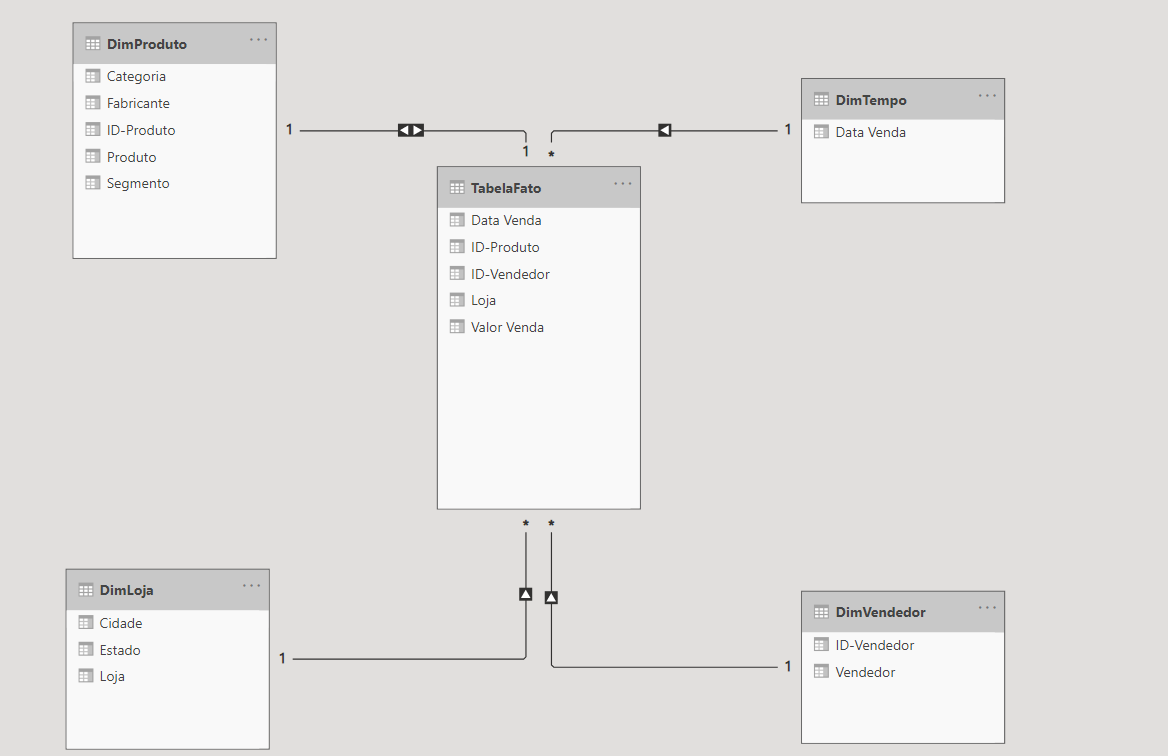 DimProduto
Categoria
Fabricante
ID-Produto
Produto
Segmento
1
1
DimTempo
Data Venda
1
*
TabelaFato
Data Venda
ID-Produto
ID-Vendedor
Loja
Valor Venda
*
*
DimLoja
Cidade
Estado
Loja
1
DimVendedor
ID-Vendedor
Vendedor
1